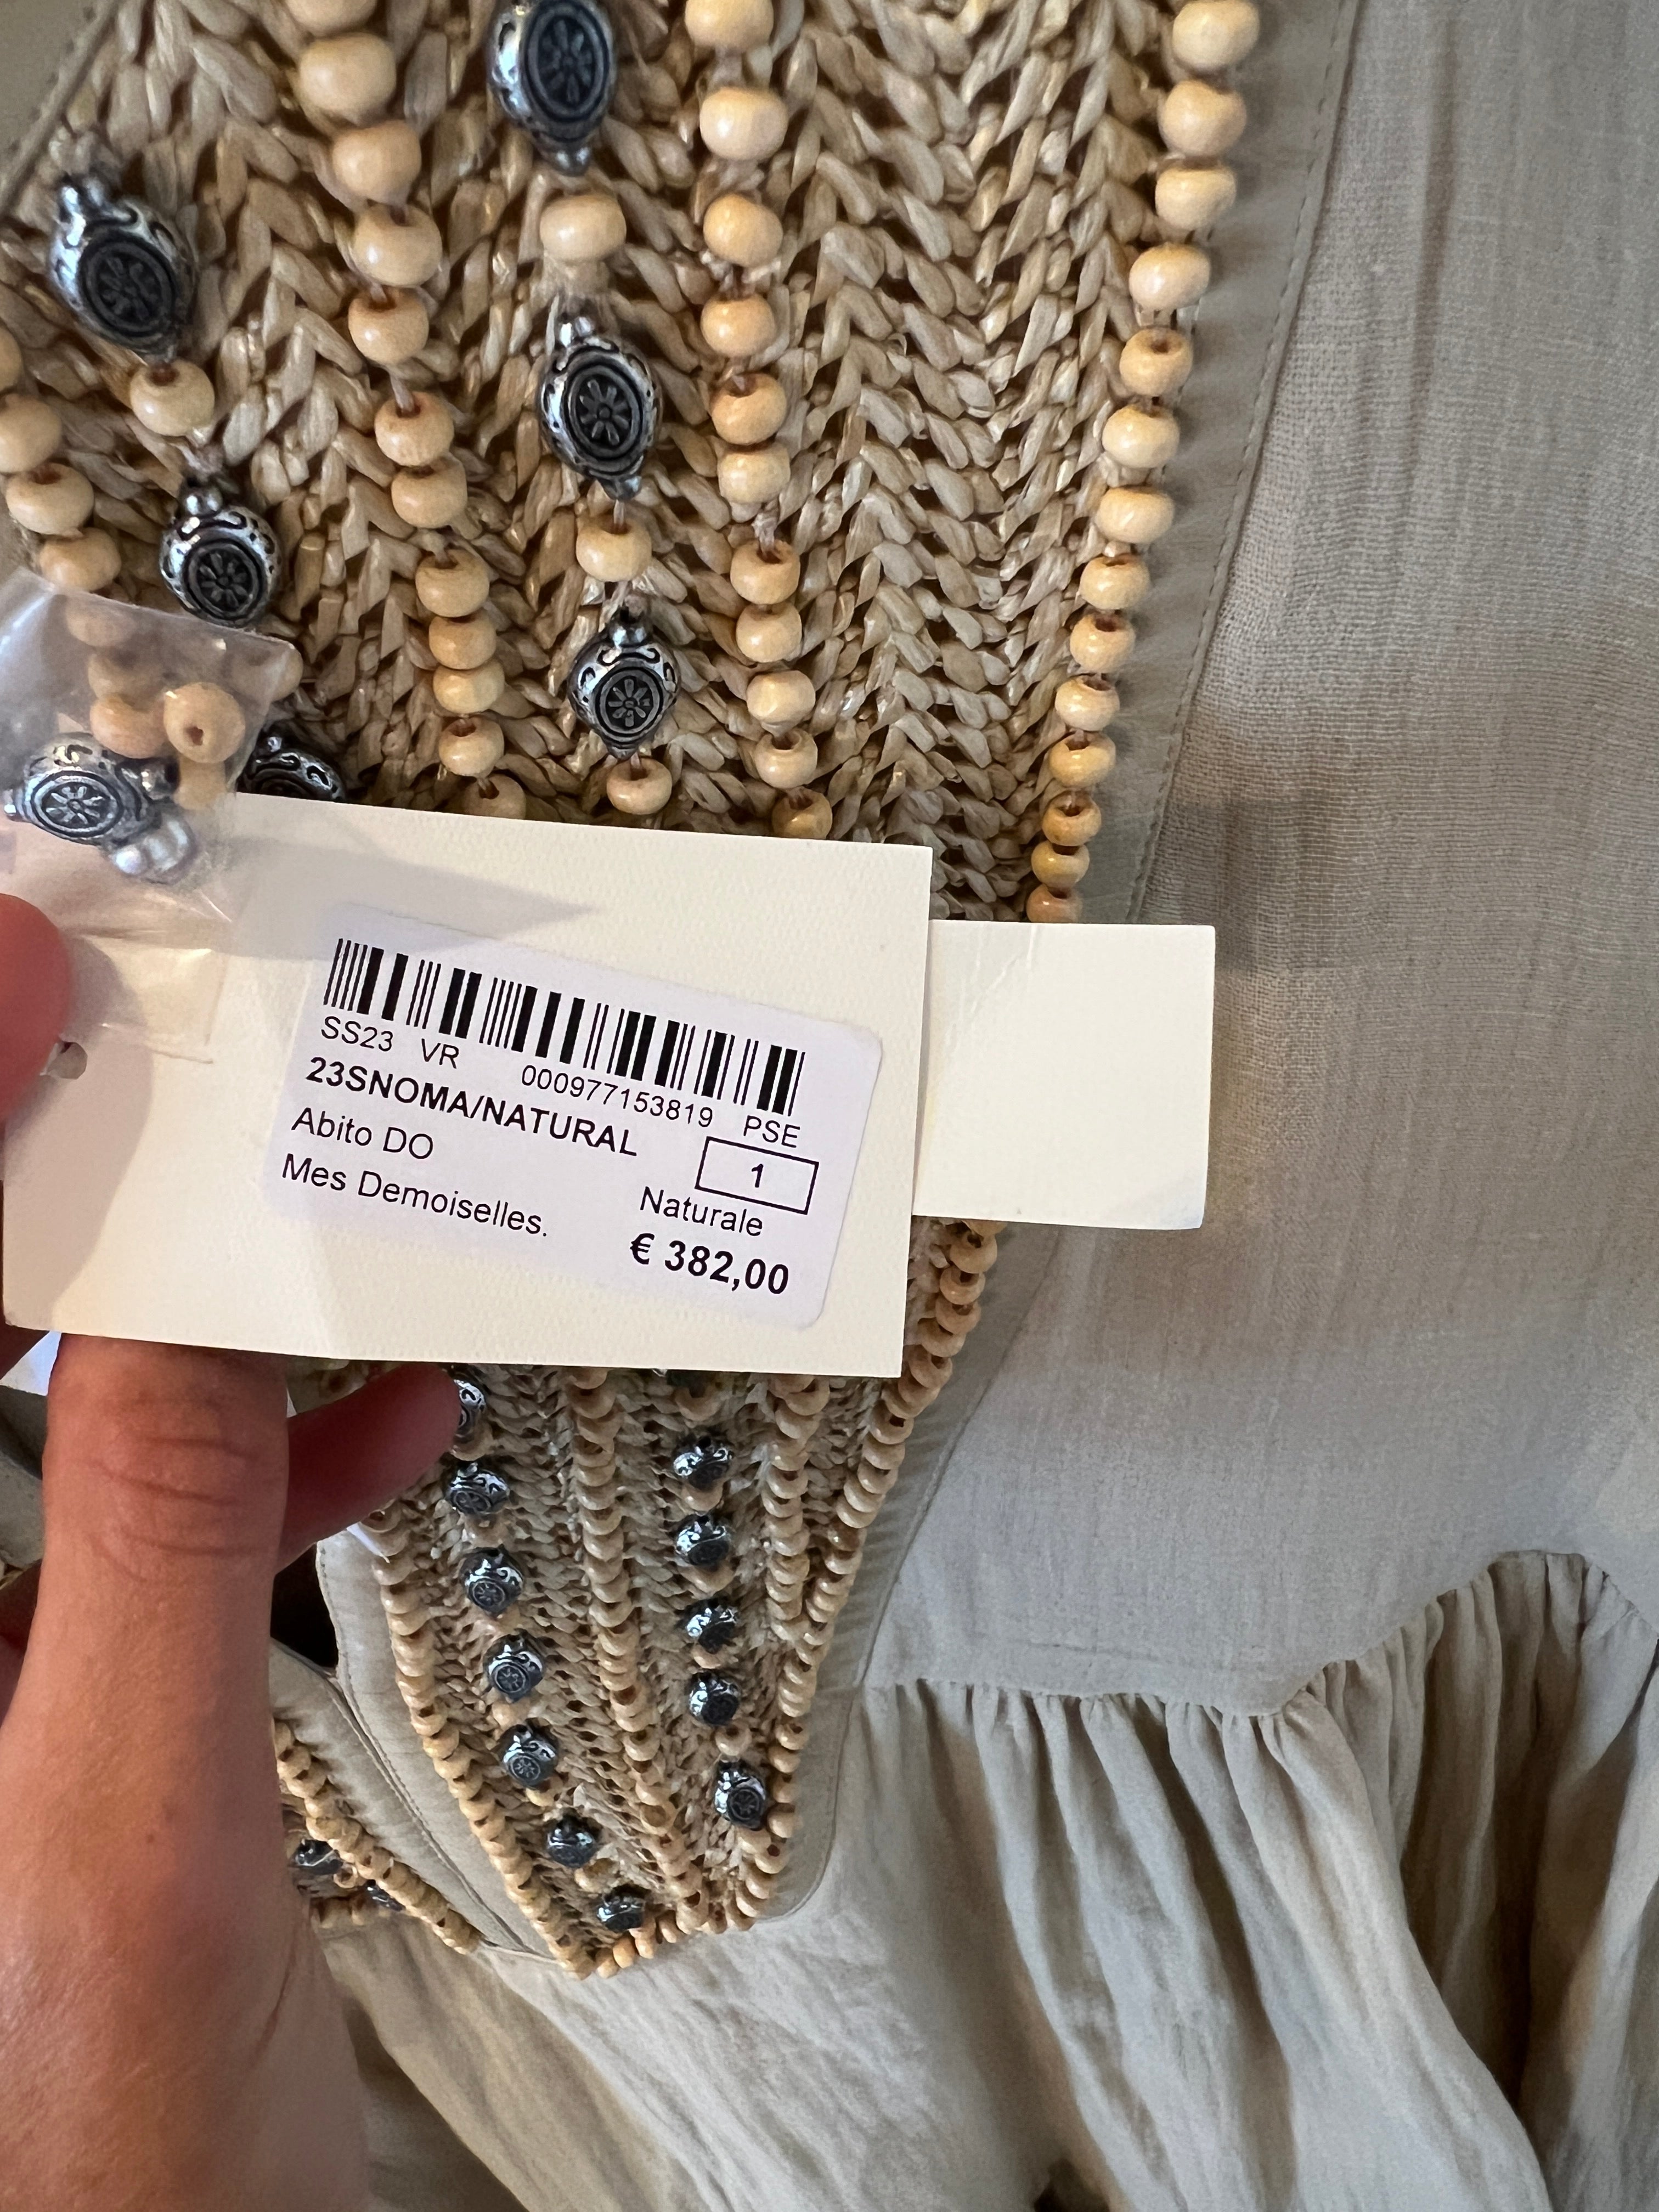 SS23 VR 000977153819 PSE
23SNOMA/NATURAL
Abito DO 1
Mes Demoiselles. Naturale
€ 382,00